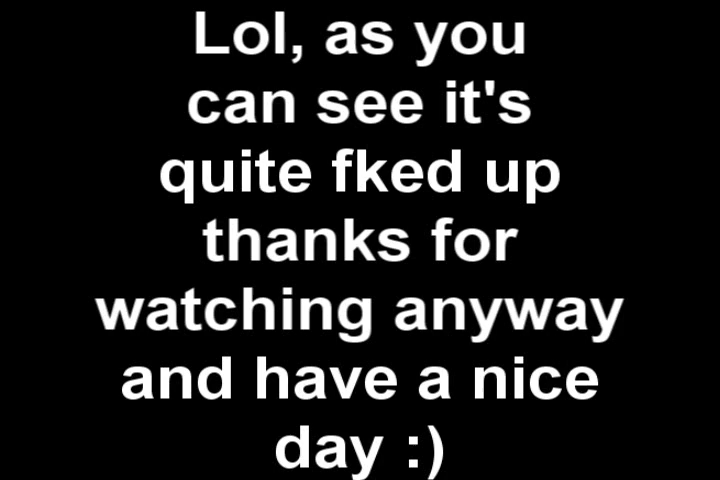 Lol, as you
can see it's
quite fked up
thanks for
watching anyway
and have a nice
day :)